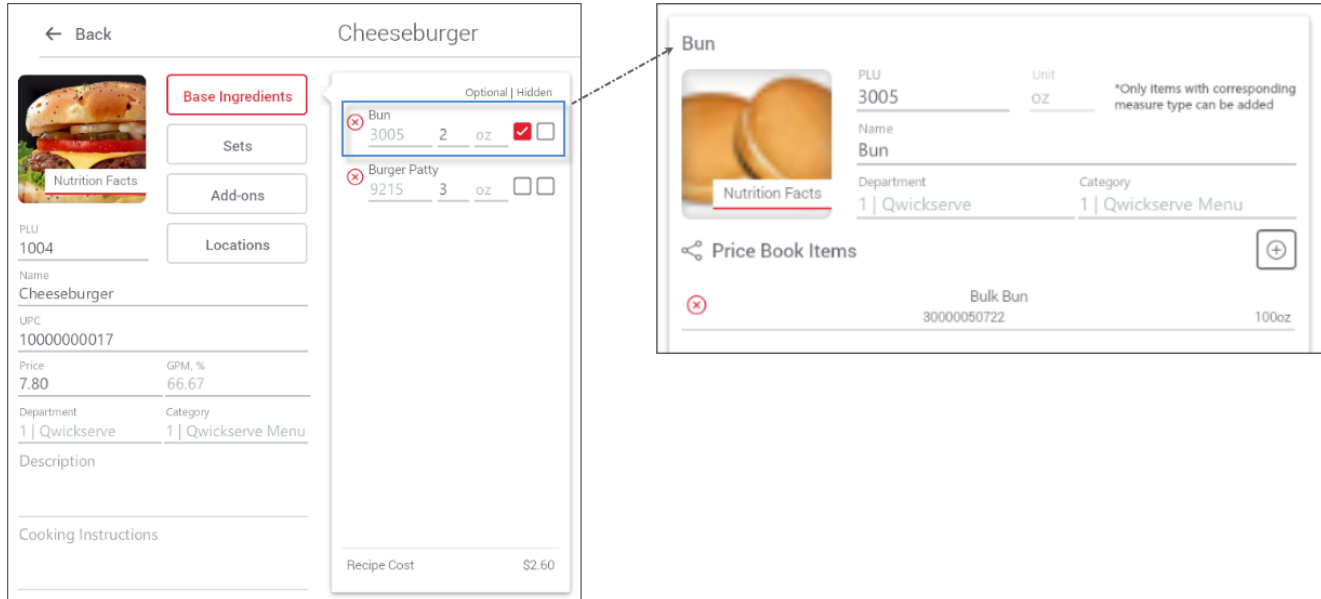 ← Back
Cheeseburger
Nutrition Facts
Base Ingredients
Sets
Add-ons
Locations
PLU
1004
Name
Cheeseburger
UPC
10000000017
Price GPM, %
7.80 66.67
Department Category
1 | Qwickserve 1 | Qwickserve Menu
Description
Cooking Instructions
Optional | Hidden
Bun
3005 2 oz
Burger Patty
9215 3 oz
Recipe Cost $2.60
Bun
Nutrition Facts
PLU Unit
3005 oz
*Only items with corresponding
measure type can be added
Name
Bun
Department Category
1 | Qwickserve 1 | Qwickserve Menu
Price Book Items
Bulk Bun
30000050722 100oz